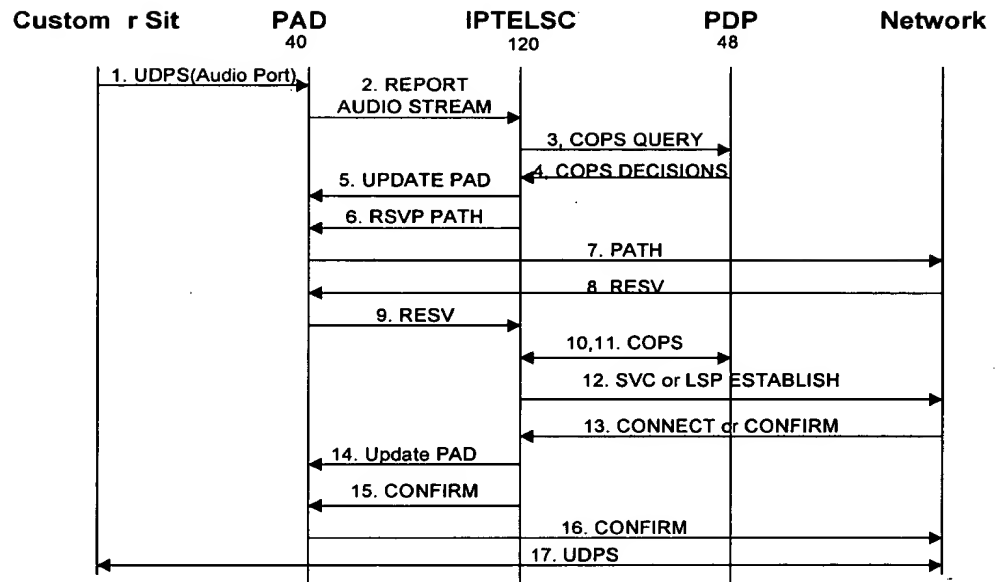 Custom r Sit PAD IPTELSC PDP Network
40 120 48
1. UDPS(Audio Port)
2. REPORT
AUDIO STREAM
3, COPS QUERY
4. COPS DECISIONS
5. UPDATE PAD
6. RSVP PATH
7. PATH
8. RESV
9. RESV
10,11. COPS
12. SVC or LSP ESTABLISH
13. CONNECT or CONFIRM
14. Update PAD
15. CONFIRM
16. CONFIRM
17. UDPS